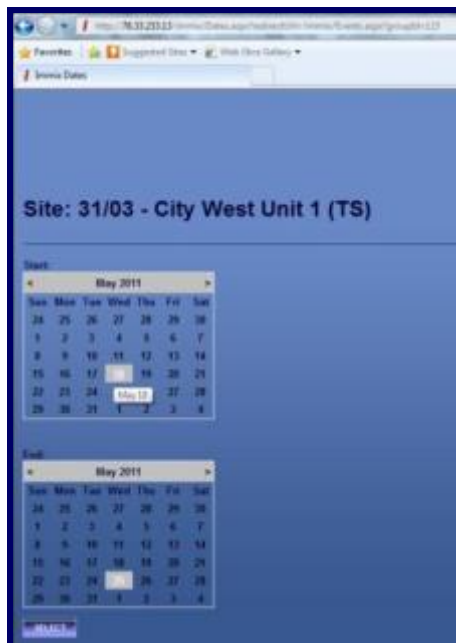 Favorites Suggested Sites Web Slice Gallery
Immix Dates
Site: 31/03 - City West Unit 1 (TS)
Start:
< May 2011 >
Sun Mon Tue Wed Thu Fri Sat
24 25 26 27 28 29 30
1 2 3 4 5 6 7
8 9 10 11 12 13 14
15 16 17 18 19 20 21
22 23 24 May 18 27 28
29 30 31 1 2 3 4
End:
< May 2011 >
Sun Mon Tue Wed Thu Fri Sat
24 25 26 27 28 29 30
1 2 3 4 5 6 7
8 9 10 11 12 13 14
15 16 17 18 19 20 21
22 23 24 25 26 27 28
29 30 31 1 2 3 4
SELECT